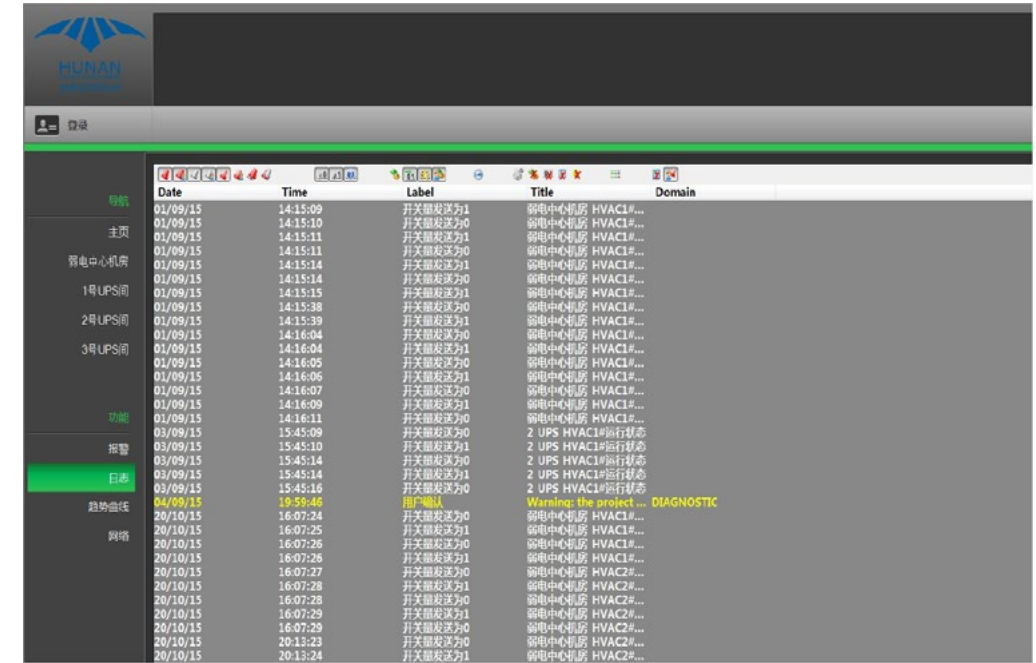 HUNAN
登录
Date Time Label Title Domain
导航
主页
弱电中心机房
1号UPS间
2号UPS间
3号UPS间
功能
报警
日志
趋势曲线
网络
01/09/15 14:15:09 开关量发送为1 弱电中心机房 HVAC1#...
01/09/15 14:15:10 开关量发送为0 弱电中心机房 HVAC1#...
01/09/15 14:15:11 开关量发送为1 弱电中心机房 HVAC1#...
01/09/15 14:15:11 开关量发送为0 弱电中心机房 HVAC1#...
01/09/15 14:15:14 开关量发送为1 弱电中心机房 HVAC1#...
01/09/15 14:15:14 开关量发送为0 弱电中心机房 HVAC1#...
01/09/15 14:15:15 开关量发送为1 弱电中心机房 HVAC1#...
01/09/15 14:15:38 开关量发送为0 弱电中心机房 HVAC1#...
01/09/15 14:15:39 开关量发送为1 弱电中心机房 HVAC1#...
01/09/15 14:16:04 开关量发送为0 弱电中心机房 HVAC1#...
01/09/15 14:16:04 开关量发送为1 弱电中心机房 HVAC1#...
01/09/15 14:16:05 开关量发送为0 弱电中心机房 HVAC1#...
01/09/15 14:16:06 开关量发送为1 弱电中心机房 HVAC1#...
01/09/15 14:16:07 开关量发送为0 弱电中心机房 HVAC1#...
01/09/15 14:16:09 开关量发送为1 弱电中心机房 HVAC1#...
01/09/15 14:16:11 开关量发送为0 弱电中心机房 HVAC1#...
03/09/15 15:45:09 开关量发送为0 2 UPS HVAC1#运行状态
03/09/15 15:45:10 开关量发送为1 2 UPS HVAC1#运行状态
03/09/15 15:45:14 开关量发送为0 2 UPS HVAC1#运行状态
03/09/15 15:45:14 开关量发送为1 2 UPS HVAC1#运行状态
03/09/15 15:45:16 开关量发送为0 2 UPS HVAC1#运行状态
04/09/15 19:59:46 用户确认 Warning: the project ... DIAGNOSTIC
20/10/15 16:07:24 开关量发送为0 弱电中心机房 HVAC1#...
20/10/15 16:07:25 开关量发送为1 弱电中心机房 HVAC1#...
20/10/15 16:07:26 开关量发送为0 弱电中心机房 HVAC1#...
20/10/15 16:07:26 开关量发送为1 弱电中心机房 HVAC1#...
20/10/15 16:07:27 开关量发送为0 弱电中心机房 HVAC2#...
20/10/15 16:07:28 开关量发送为1 弱电中心机房 HVAC2#...
20/10/15 16:07:28 开关量发送为0 弱电中心机房 HVAC2#...
20/10/15 16:07:29 开关量发送为1 弱电中心机房 HVAC2#...
20/10/15 16:07:29 开关量发送为1 弱电中心机房 HVAC2#...
20/10/15 20:13:23 开关量发送为0 弱电中心机房 HVAC2#...
20/10/15 20:13:24 开关量发送为1 弱电中心机房 HVAC2#...